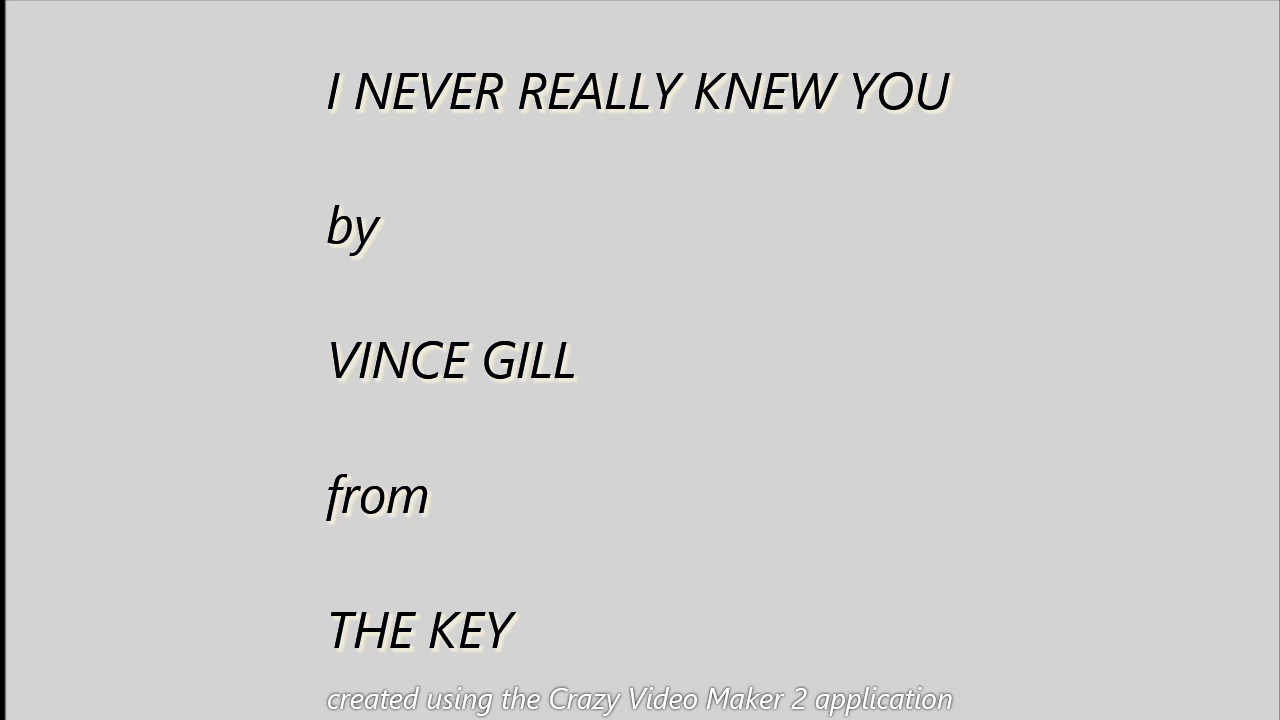 I NEVER REALLY KNEW YOU
by
VINCE GILL
from
THE KEY
created using the Crazy Video Maker 2 application